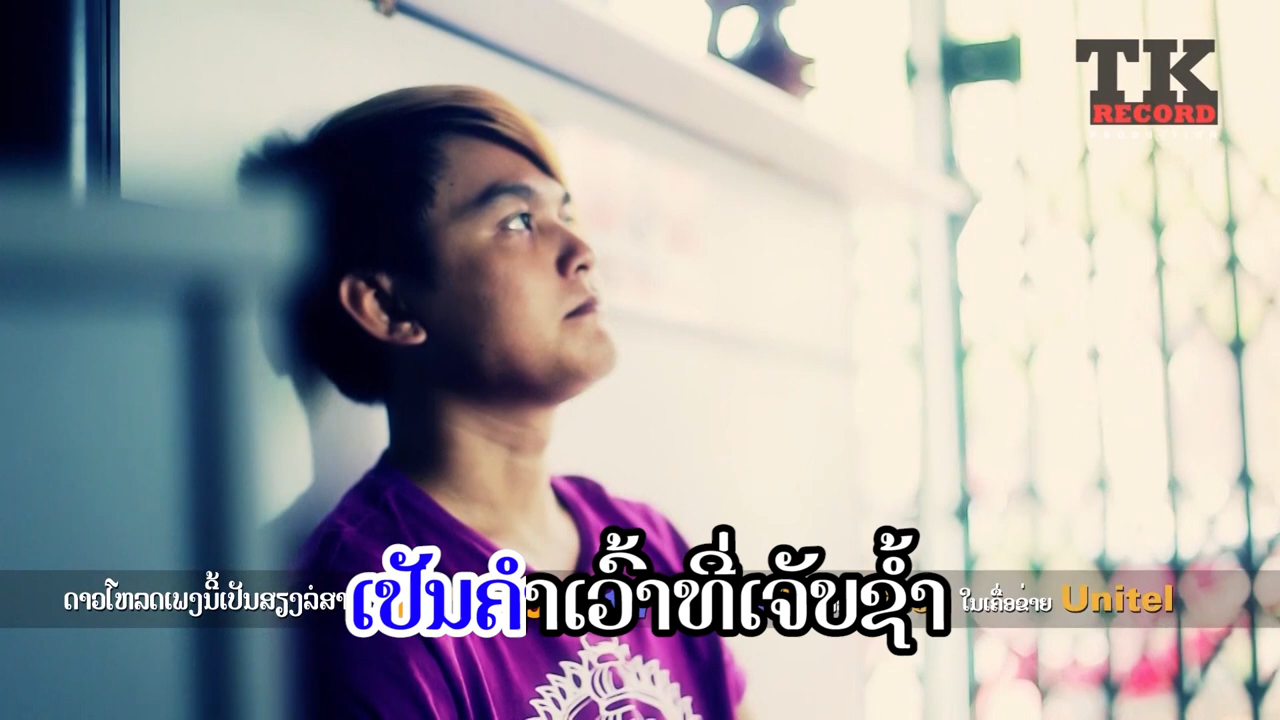 TK
RECORD
PRODUCTION
ດາວໂຫລດເພງນີ້ເປັນສຽງລໍສາ ໃນເຄື່ອຂ່າຍ Unitel
ເປັນຄຳເວົ້າທີ່ເຈັບຊ້ຳ